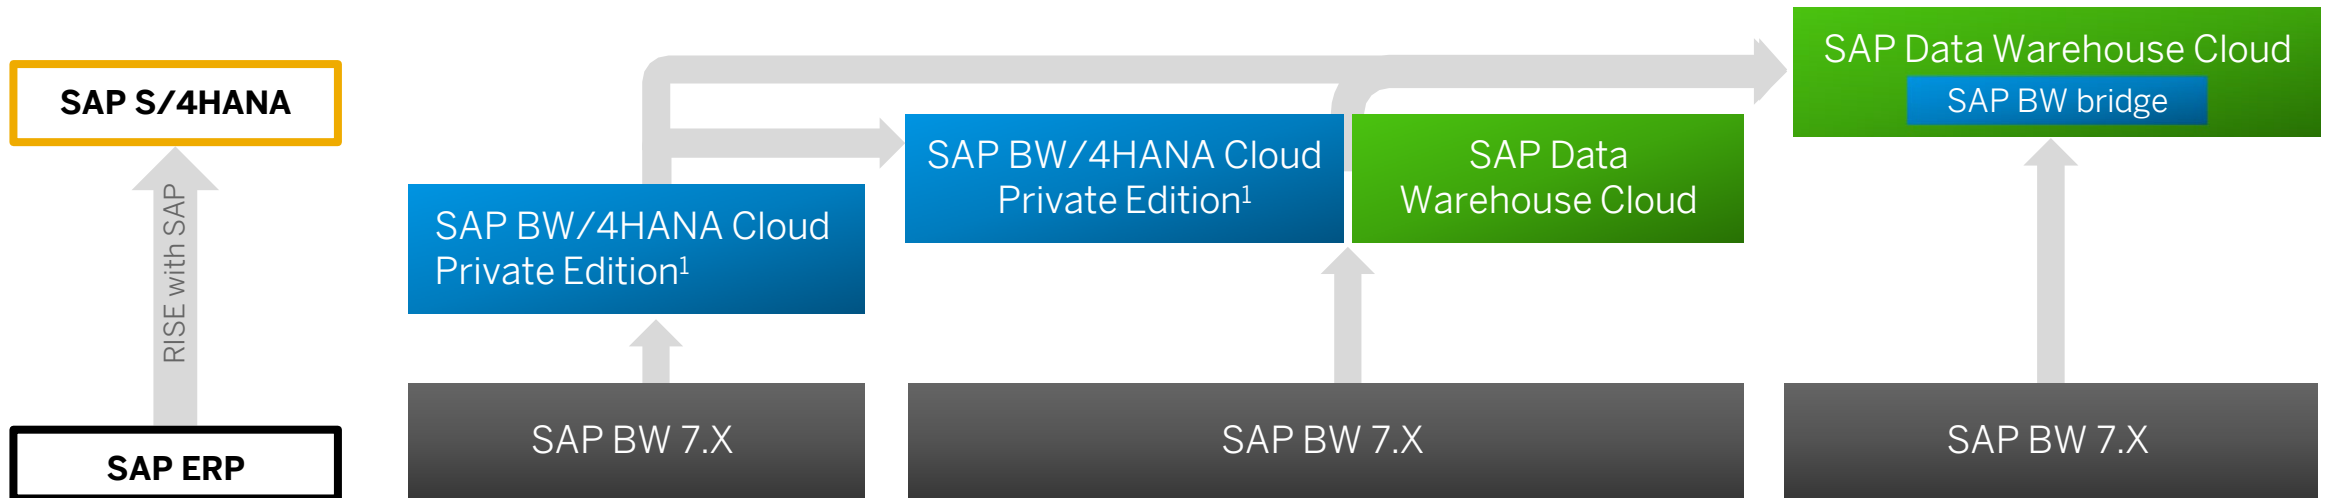 SAP S/4HANA
RISE with SAP
SAP ERP
SAP BW/4HANA Cloud
Private Edition¹
SAP BW 7.X
SAP BW/4HANA Cloud
Private Edition¹
SAP Data
Warehouse Cloud
SAP BW 7.X
SAP Data Warehouse Cloud
SAP BW bridge
SAP BW 7.X